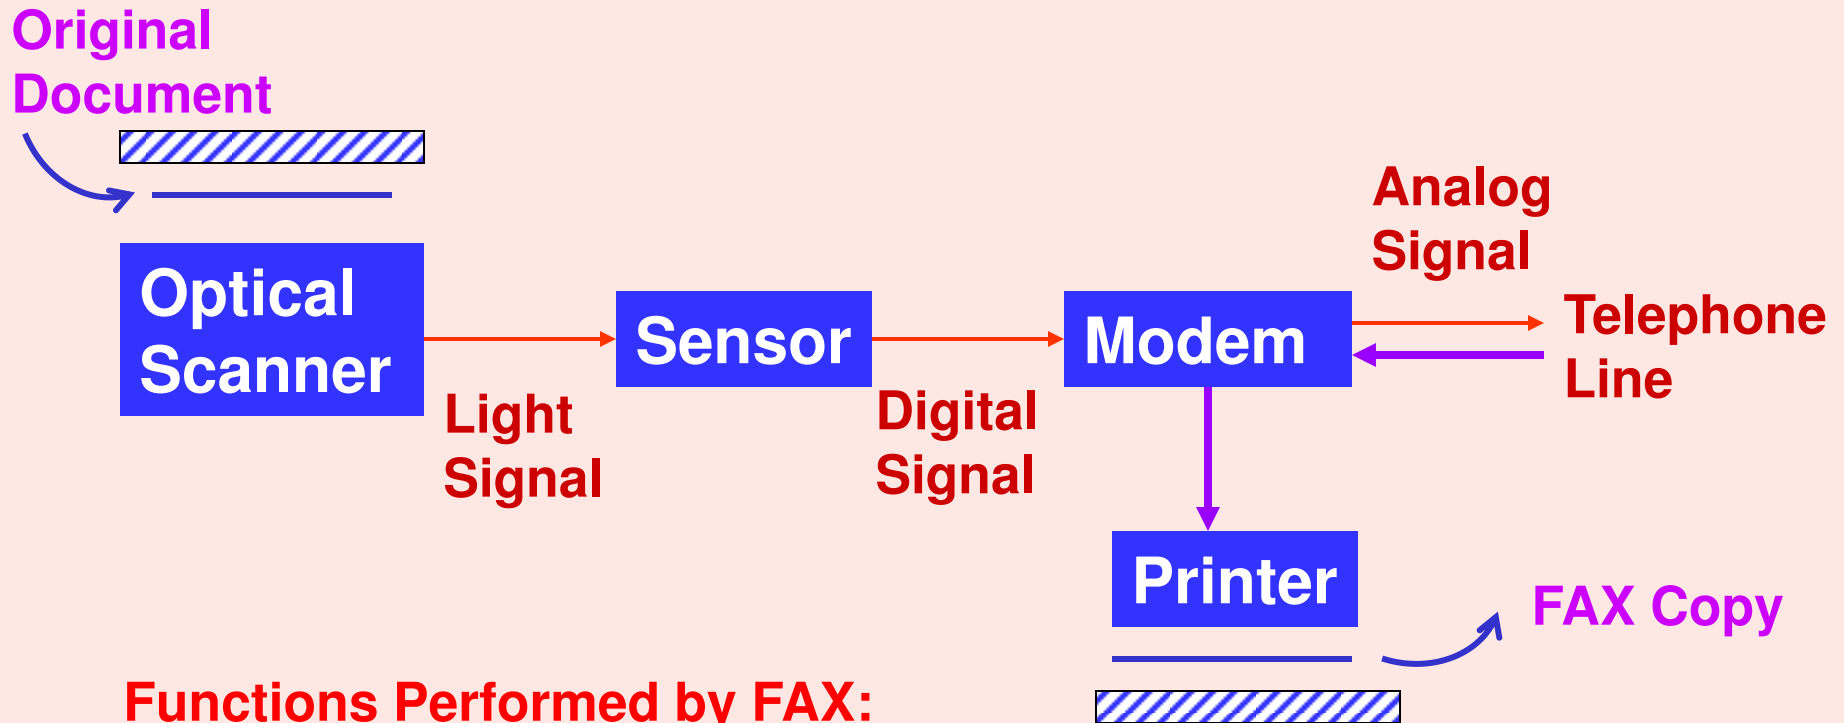 Original
Document
Optical
Scanner
Light
Signal
Sensor
Digital
Signal
Modem
Analog
Signal
Telephone
Line
Printer
FAX Copy
Functions Performed by FAX: